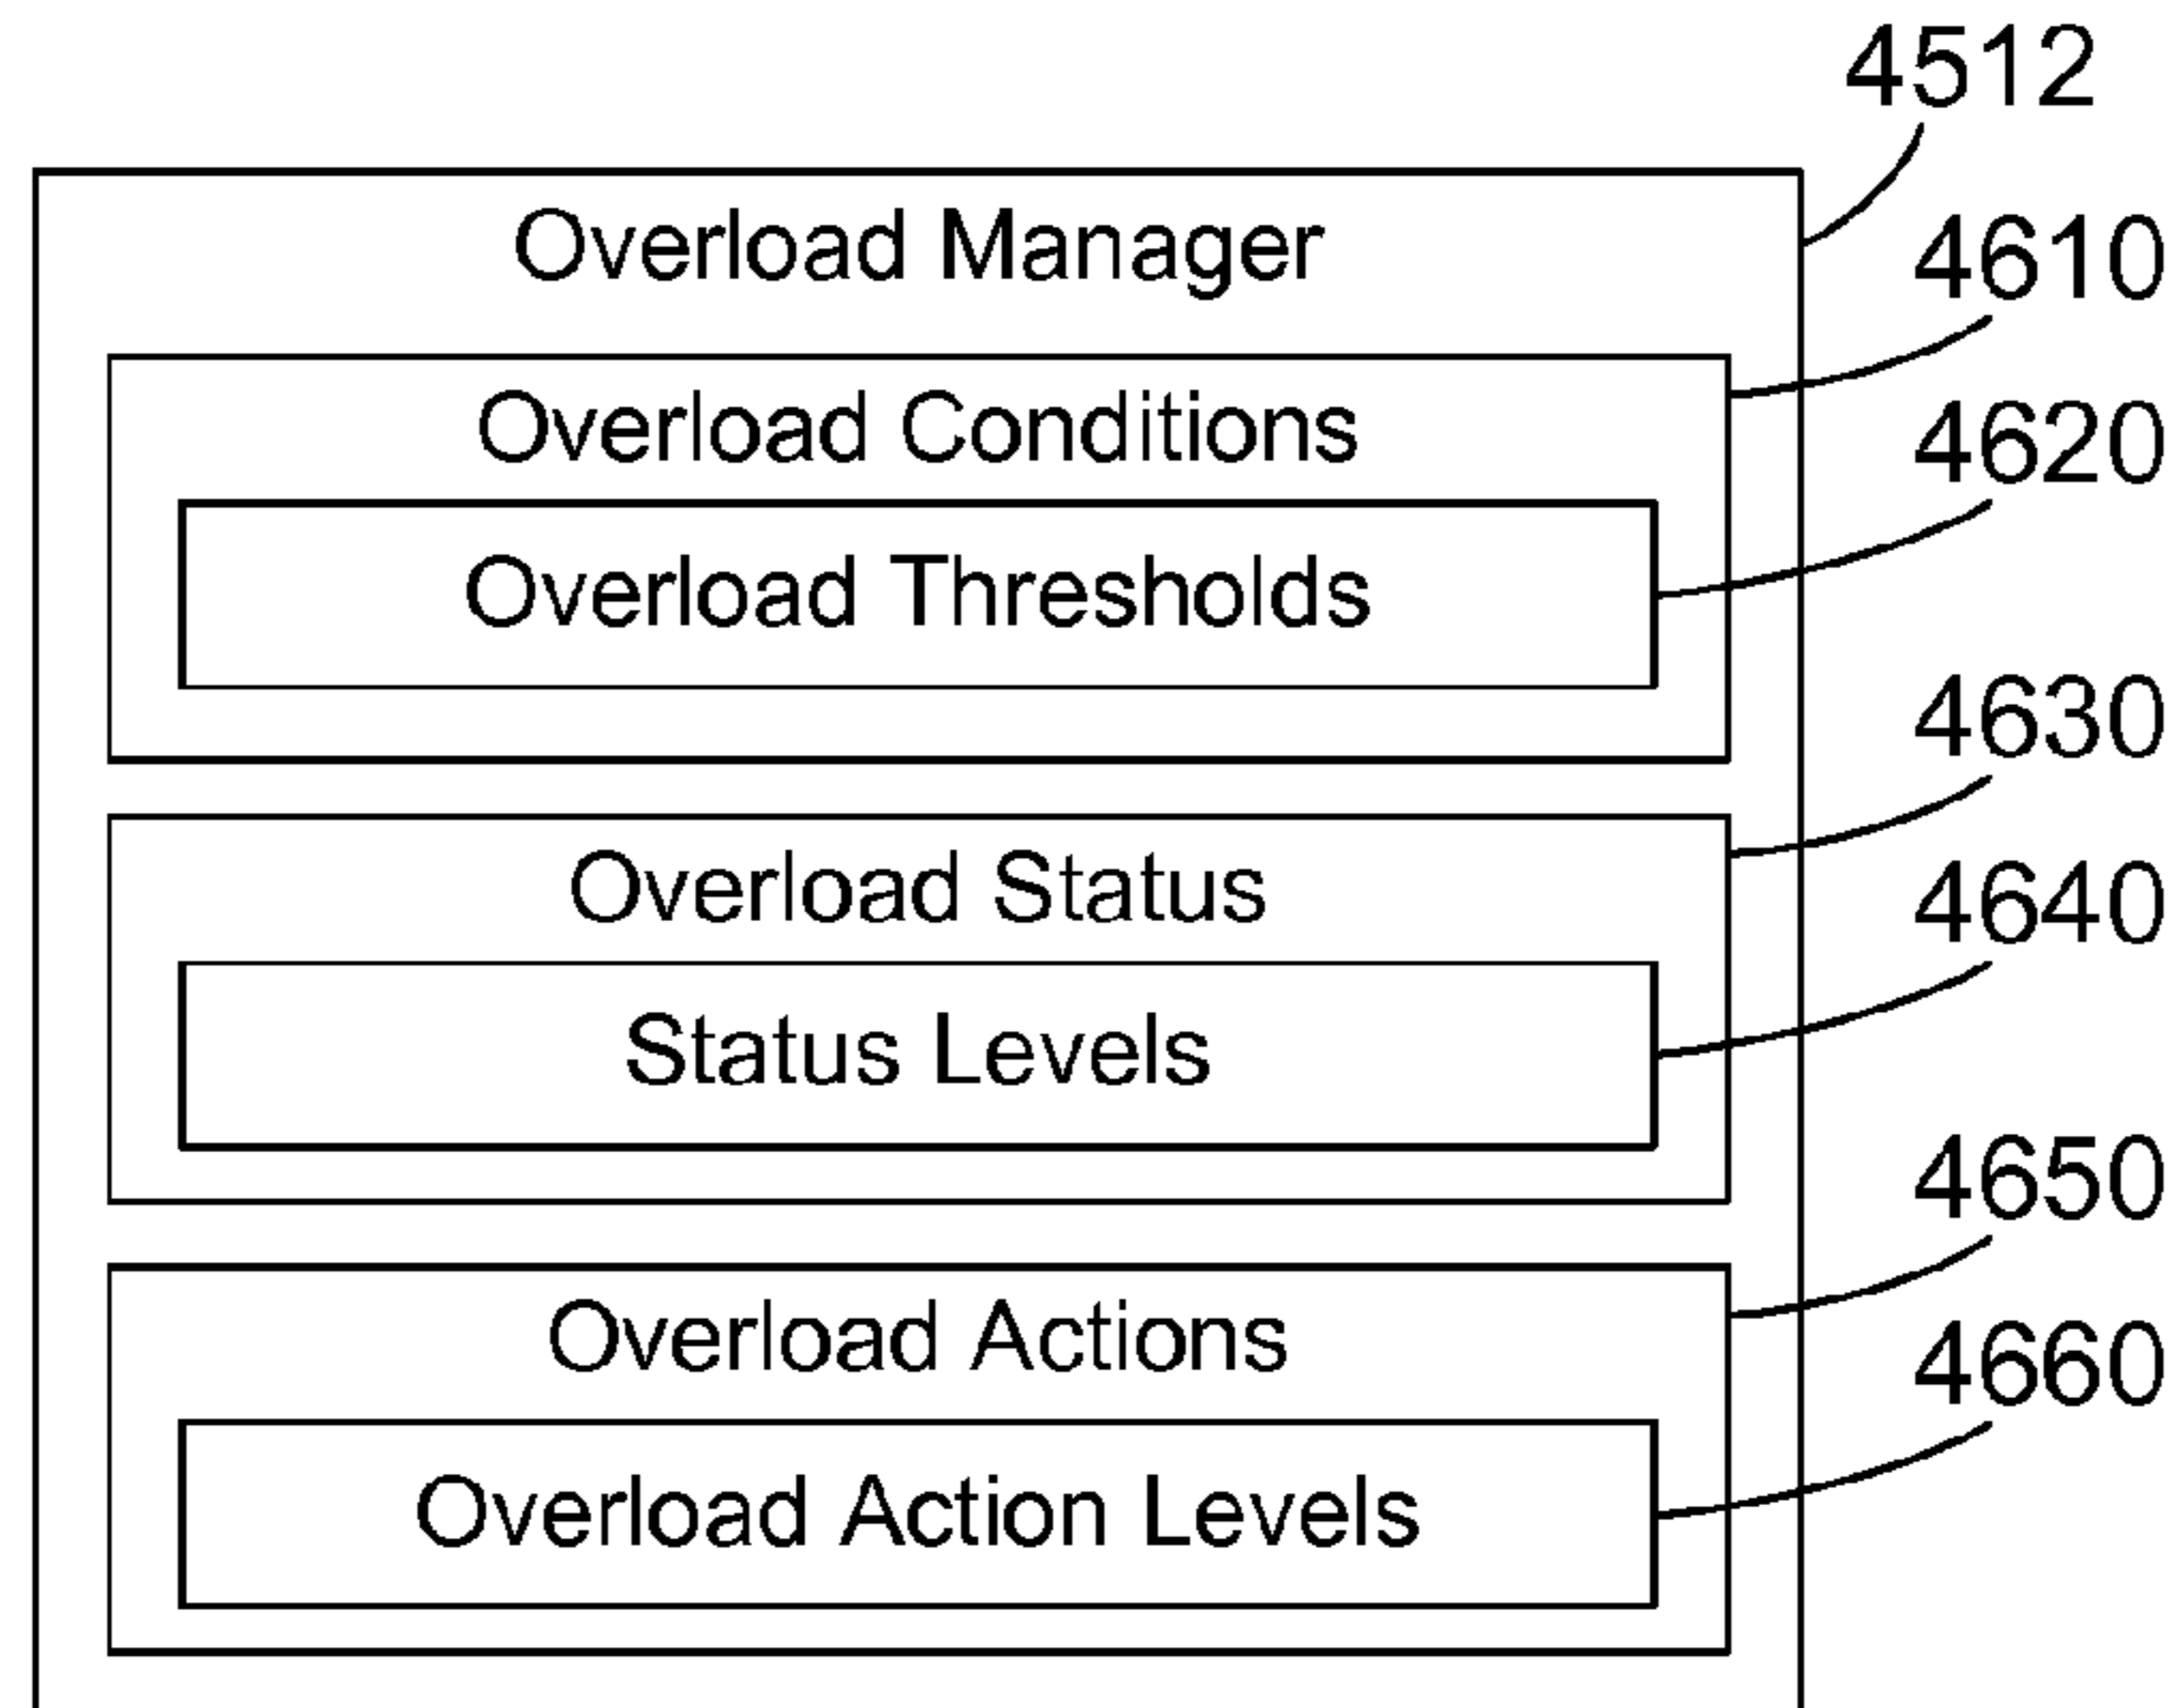 4512
Overload Manager
4610
Overload Conditions
4620
Overload Thresholds
4630
Overload Status
4640
Status Levels
4650
Overload Actions
4660
Overload Action Levels